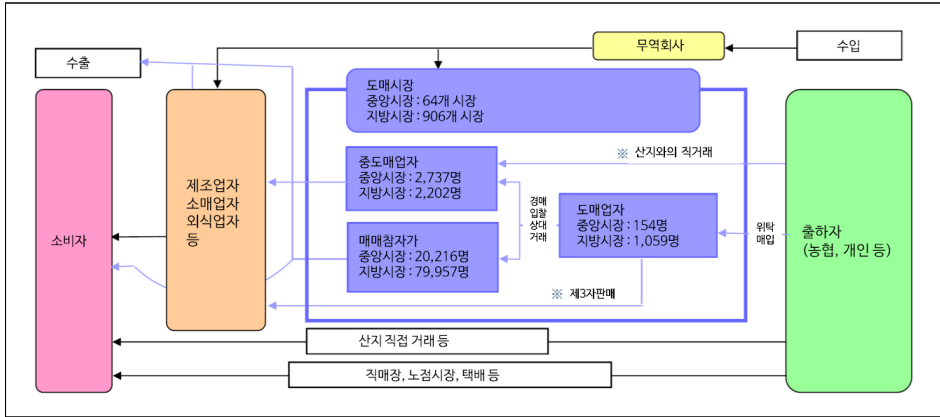 무역회사
수입
수출
도매시장
중앙시장 : 64개 시장
지방시장 : 906개 시장
※ 산지와의 직거래
중도매업자
중앙시장 : 2,737명
지방시장 : 2,202명
제조업자
소매업자
외식업자
등
경매
입찰
상대
거래
도매업자
중앙시장 : 154명
지방시장 : 1,059명
위탁
매입
출하자
(농협, 개인 등)
소비자
매매참자가
중앙시장 : 20,216명
지방시장 : 79,957명
※ 제3자판매
산지 직접 거래 등
직매장, 노점시장, 택배 등